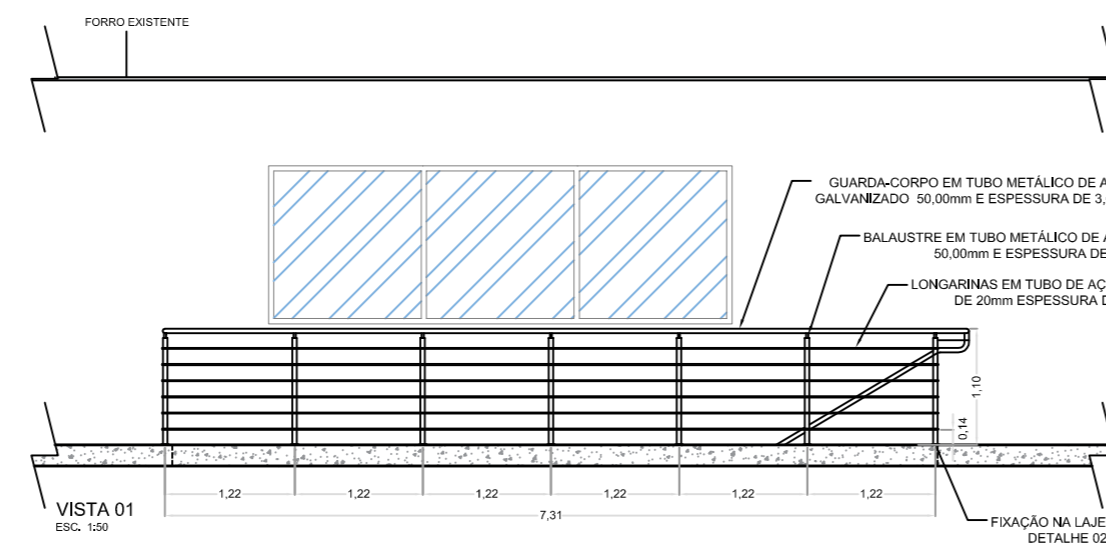 FORRO EXISTENTE
GUARDA-CORPO EM TUBO METÁLICO DE A
GALVANIZADO 50,00mm E ESPESSURA DE 3,
BALAUSTRE EM TUBO METÁLICO DE A
50,00mm E ESPESSURA DE
LONGARINAS EM TUBO DE AÇ
DE 20mm ESPESSURA D
1,10
0,14
1,22
1,22
1,22
1,22
1,22
1,22
7,31
VISTA 01
ESC. 1:50
FIXAÇÃO NA LAJE
DETALHE 02